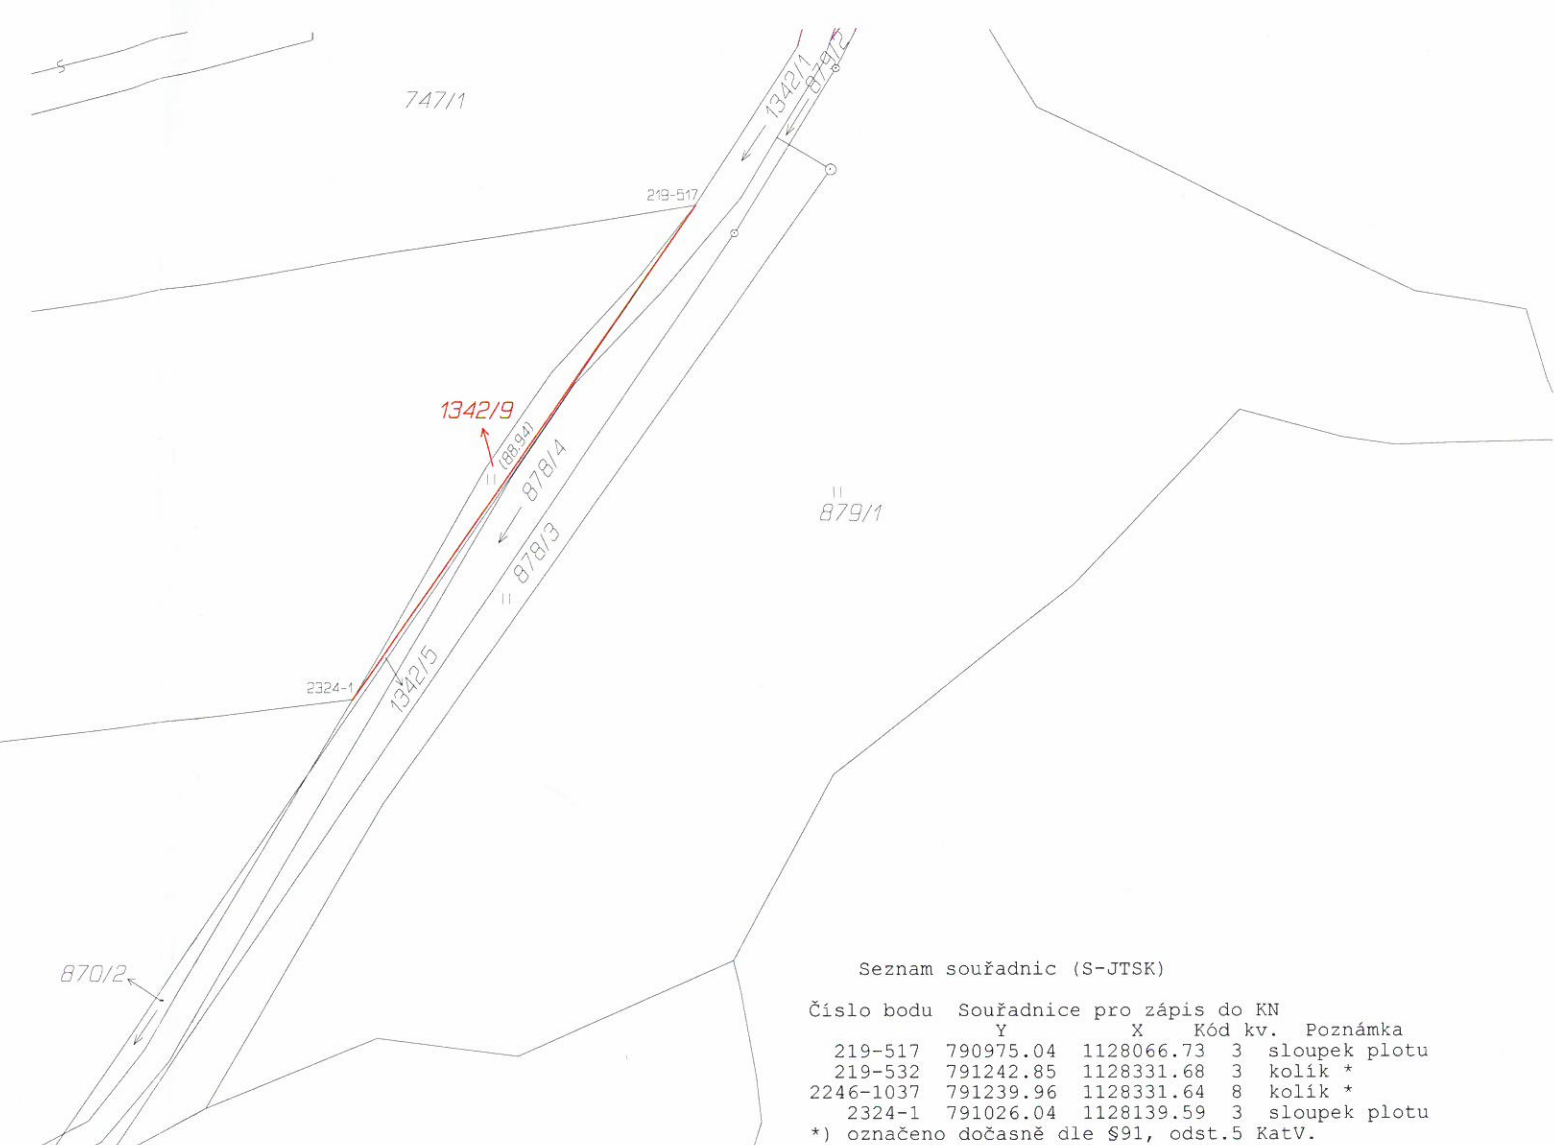 S
747/1
1342/1
879/2
219-517
1342/9
(88.94)
878/4
879/1
878/3
1342/5
2324-1
870/2
Seznam souřadnic (S-JTSK)
Číslo bodu Souřadnice pro zápis do KN
Y X Kód kv. Poznámka
219-517 790975.04 1128066.73 3 sloupek plotu
219-532 791242.85 1128331.68 3 kolík *
2246-1037 791239.96 1128331.64 8 kolík *
2324-1 791026.04 1128139.59 3 sloupek plotu
*) označeno dočasně dle §91, odst.5 KatV.